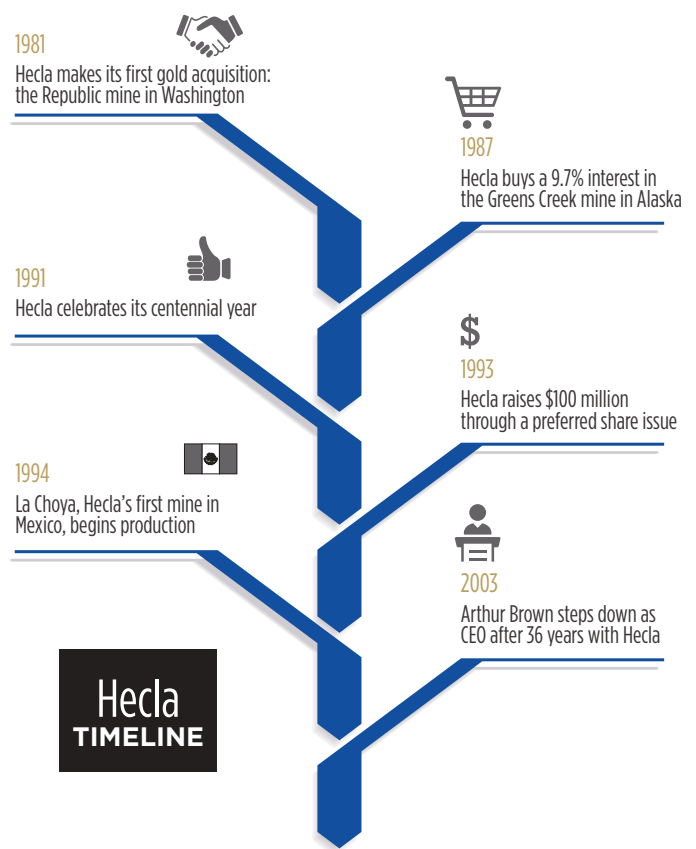 1981
Hecla makes its first gold acquisition:
the Republic mine in Washington
1987
Hecla buys a 9.7% interest in
the Greens Creek mine in Alaska
1991
Hecla celebrates its centennial year
$
1993
Hecla raises $100 million
through a preferred share issue
1994
La Choya, Hecla's first mine in
Mexico, begins production
2003
Arthur Brown steps down as
CEO after 36 years with Hecla
Hecla
TIMELINE